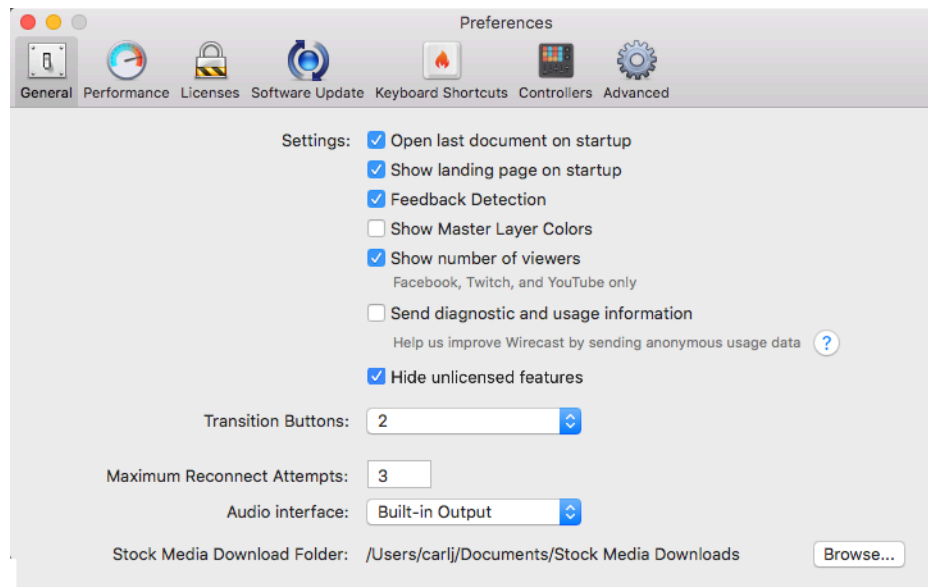 Preferences
General Performance Licenses Software Update Keyboard Shortcuts Controllers Advanced
Settings: Open last document on startup
Show landing page on startup
Feedback Detection
Show Master Layer Colors
Show number of viewers
Facebook, Twitch, and YouTube only
Send diagnostic and usage information
Help us improve Wirecast by sending anonymous usage data ?
Hide unlicensed features
Transition Buttons: 2
Maximum Reconnect Attempts: 3
Audio interface: Built-in Output
Stock Media Download Folder: /Users/carlj/Documents/Stock Media Downloads Browse...